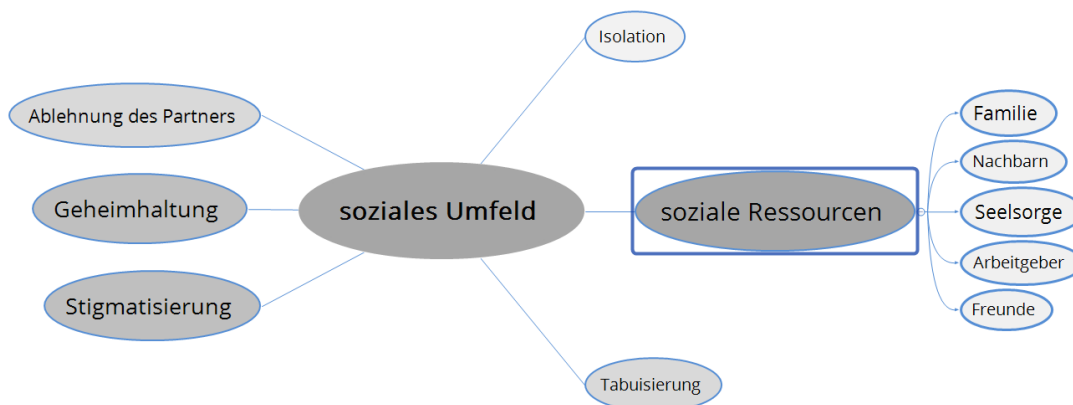 Isolation
Ablehnung des Partners
Familie
Nachbarn
Geheimhaltung
soziales Umfeld
soziale Ressourcen
Seelsorge
Arbeitgeber
Stigmatisierung
Freunde
Tabuisierung